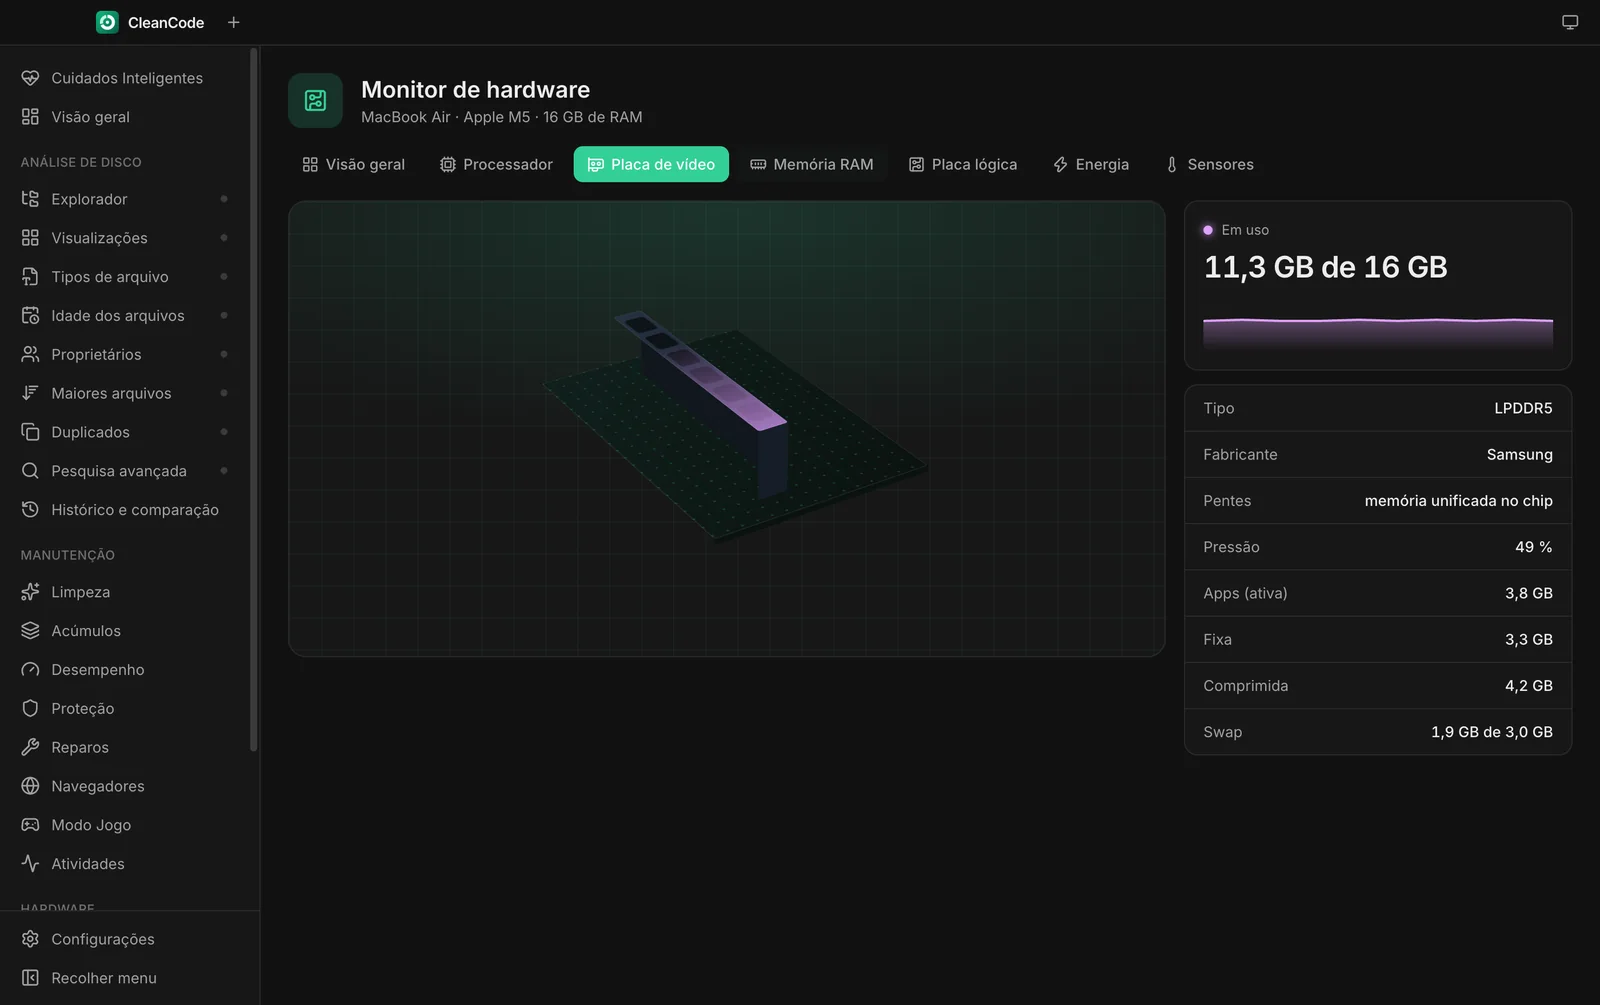 CleanCode
Cuidados Inteligentes
Visão geral
ANÁLISE DE DISCO
Explorador
Visualizações
Tipos de arquivo
Idade dos arquivos
Proprietários
Maiores arquivos
Duplicados
Pesquisa avançada
Histórico e comparação
MANUTENÇÃO
Limpeza
Acúmulos
Desempenho
Proteção
Reparos
Navegadores
Modo Jogo
Atividades
HARDWARE
Configurações
Recolher menu
Monitor de hardware
MacBook Air · Apple M5 · 16 GB de RAM
Visão geral Processador Placa de vídeo Memória RAM Placa lógica Energia Sensores
Em uso
11,3 GB de 16 GB
Tipo LPDDR5
Fabricante Samsung
Pentes memória unificada no chip
Pressão 49 %
Apps (ativa) 3,8 GB
Fixa 3,3 GB
Comprimida 4,2 GB
Swap 1,9 GB de 3,0 GB